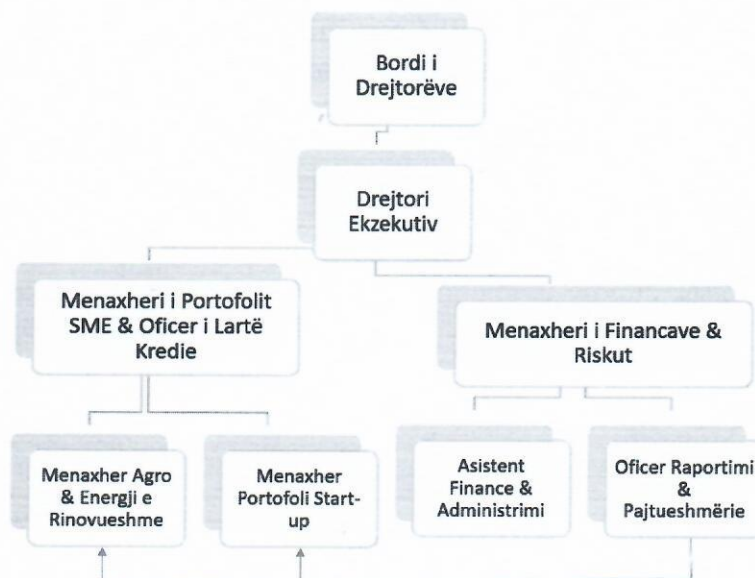 Bordi i
Drejtorëve
Drejtori
Ekzekutiv
Menaxheri i Portofolit
SME & Oficer i Lartë
Kredie
Menaxheri i Financave &
Riskut
Menaxher Agro
& Energji e
Rinovueshme
Menaxher
Portofoli Start-
up
Asistent
Finance &
Administrimi
Oficer Raportimi
&
Pajtueshmërie